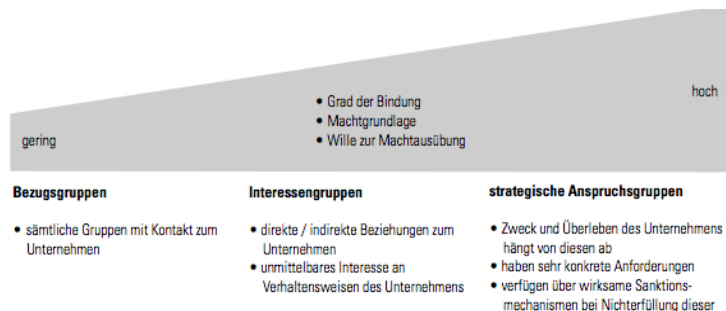 hoch
• Grad der Bindung
• Machtgrundlage
gering
• Wille zur Machtausübung
Bezugsgruppen
• sämtliche Gruppen mit Kontakt zum
Unternehmen
Interessengruppen
• direkte / indirekte Beziehungen zum
Unternehmen
• unmittelbares Interesse an
Verhaltensweisen des Unternehmens
strategische Anspruchsgruppen
• Zweck und Überleben des Unternehmens
hängt von diesen ab
• haben sehr konkrete Anforderungen
• verfügen über wirksame Sanktions-
mechanismen bei Nichterfüllung dieser